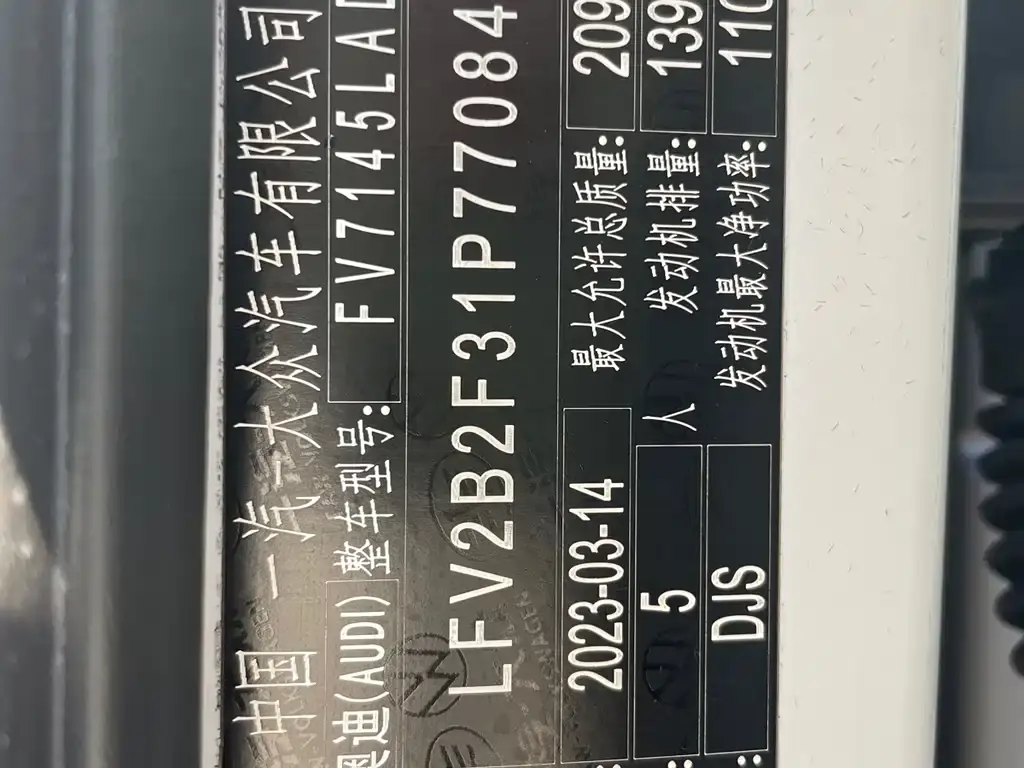 中国 一汽-大众汽车有限公司
奥迪(AUDI) 整车型号: FV7145LAD
LFV2B2F31P77084
2023-03-14 最大允许总质量: 209
5 人 发动机排量: 139
DJS 发动机最大净功率: 110